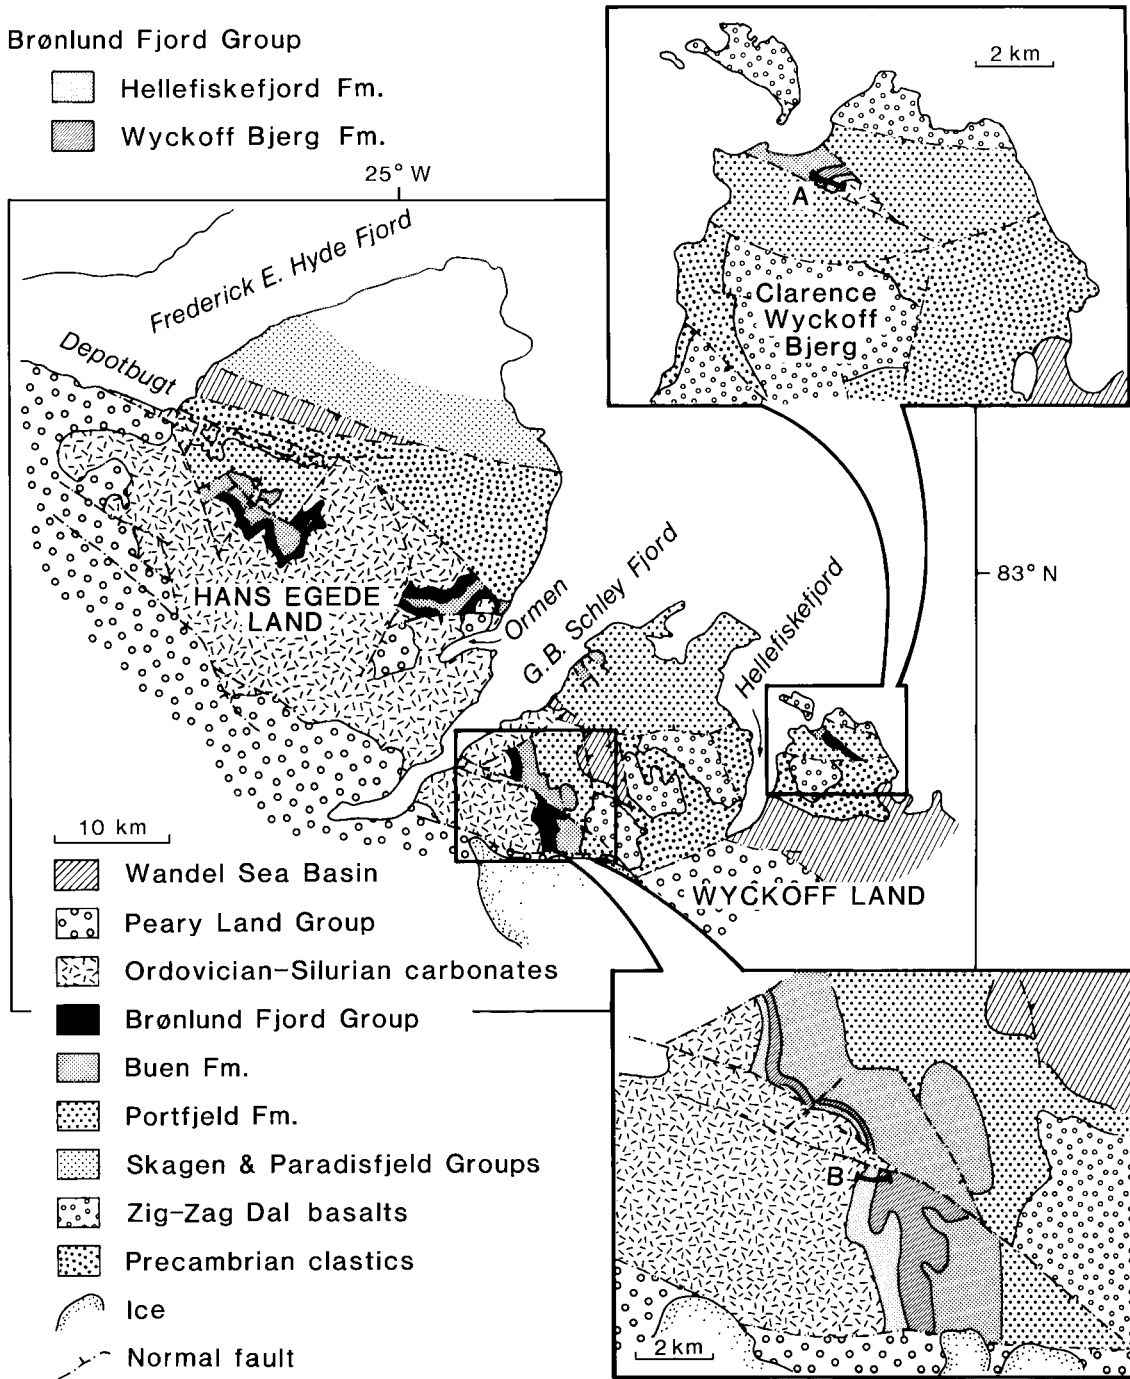 Brønlund Fjord Group
Hellefiskefjord Fm.
Wyckoff Bjerg Fm.
25° W
2 km
A
Clarence
Wyckoff
Bjerg
Frederick E. Hyde Fjord
Depotbugt
HANS EGEDE
LAND
Ormen
G.B. Schley Fjord
Hellefiskefjord
83° N
WYCKOFF LAND
10 km
Wandel Sea Basin
Peary Land Group
Ordovician–Silurian carbonates
Brønlund Fjord Group
Buen Fm.
Portfjeld Fm.
Skagen & Paradisfjeld Groups
Zig–Zag Dal basalts
Precambrian clastics
Ice
Normal fault
B
2 km